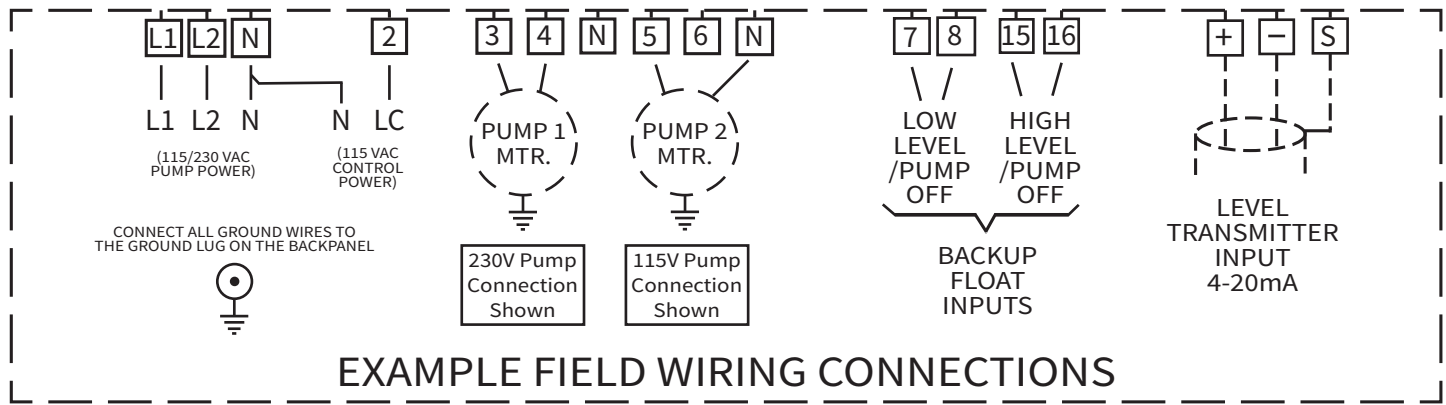 L1 L2 N 2 3 4 N 5 6 N 7 8 15 16 + − S
L1 L2 N N LC
(115/230 VAC
PUMP POWER)
(115 VAC
CONTROL
POWER)
CONNECT ALL GROUND WIRES TO
THE GROUND LUG ON THE BACKPANEL
PUMP 1
MTR.
230V Pump
Connection
Shown
PUMP 2
MTR.
115V Pump
Connection
Shown
LOW
LEVEL
/PUMP
OFF
HIGH
LEVEL
/PUMP
OFF
BACKUP
FLOAT
INPUTS
LEVEL
TRANSMITTER
INPUT
4-20mA
EXAMPLE FIELD WIRING CONNECTIONS